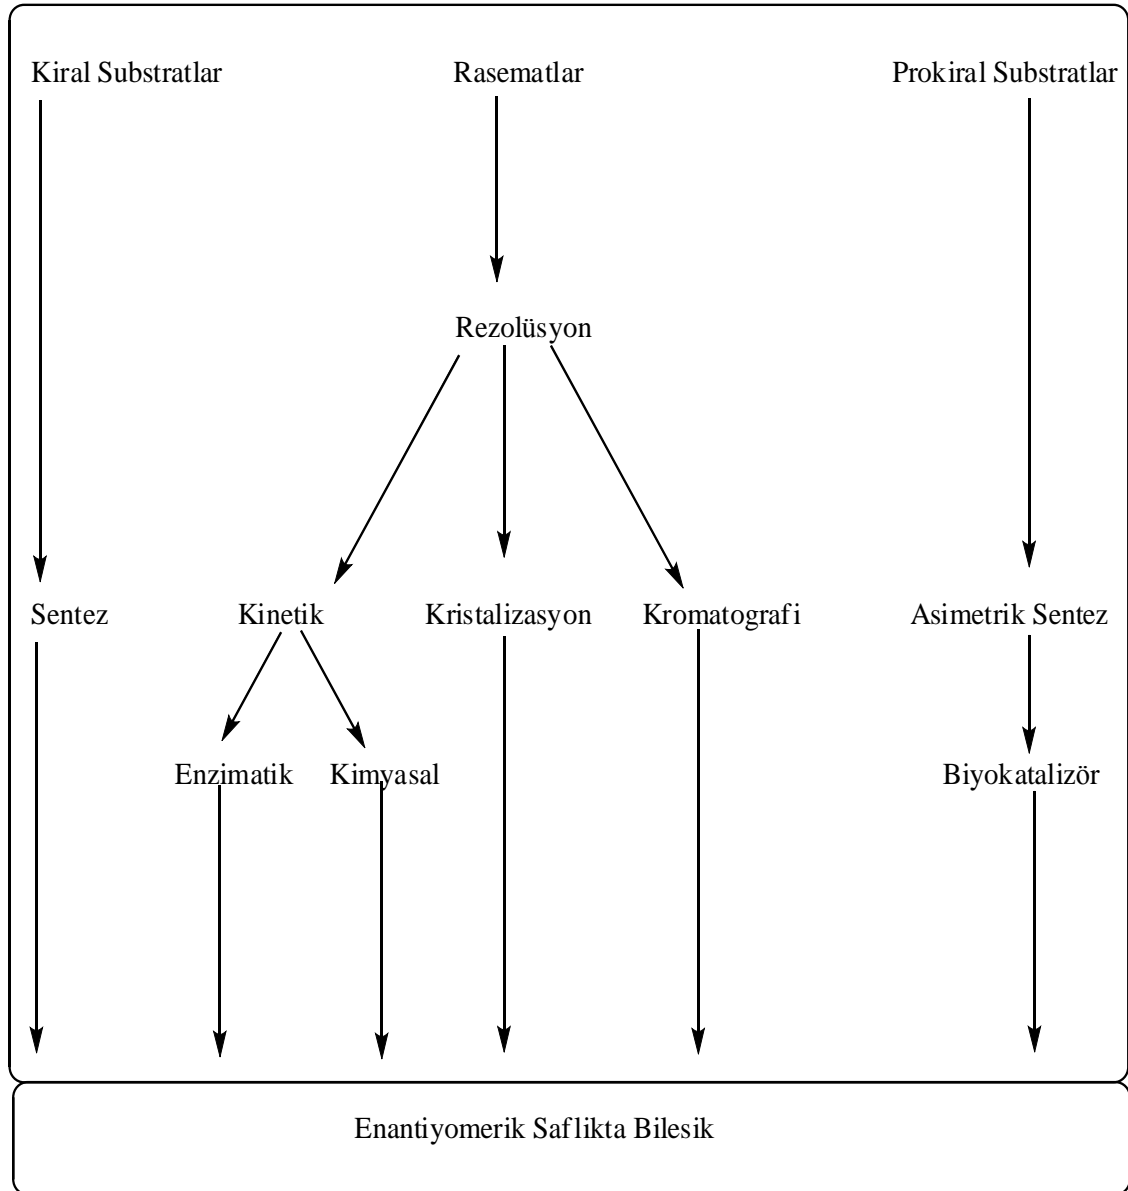 Kiral Substratlar
Rasematlar
Prokiral Substratlar
Rezolüsyon
Sentez
Kinetik
Kristalizasyon
Kromatografi
Asimetrik Sentez
Enzimatik
Kimyasal
Biyokatalizör
Enantiyomerik Saflikta Bilesik